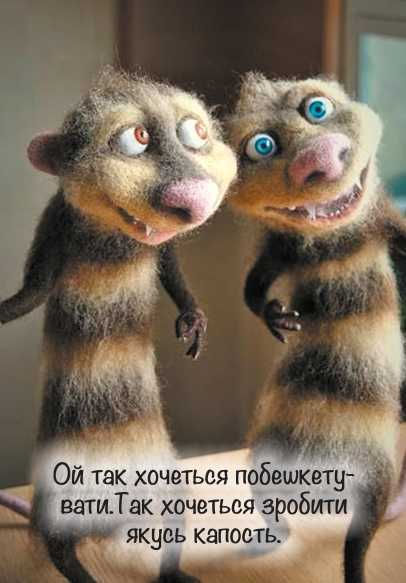 Ой так хочеться побешкету-
вати.Так хочеться зробити
якусь капость.